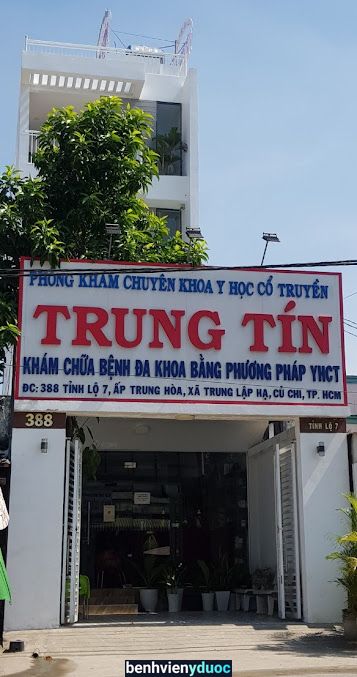 PHÒNG KHÁM CHUYÊN KHOA Y HỌC CỔ TRUYỀN
TRUNG TÍN
KHÁM CHỮA BỆNH ĐA KHOA BẰNG PHƯƠNG PHÁP YHCT
ĐC: 388 TỈNH LỘ 7, ẤP TRUNG HÒA, XÃ TRUNG LẬP HẠ, CỦ CHI, TP. HCM
388
TỈNH LỘ 7
benhvienyduoc